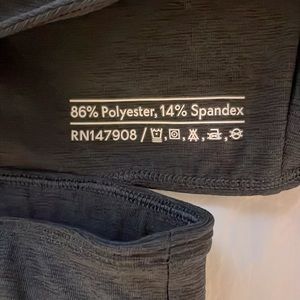 86% Polyester, 14% Spandex
RN147908 /